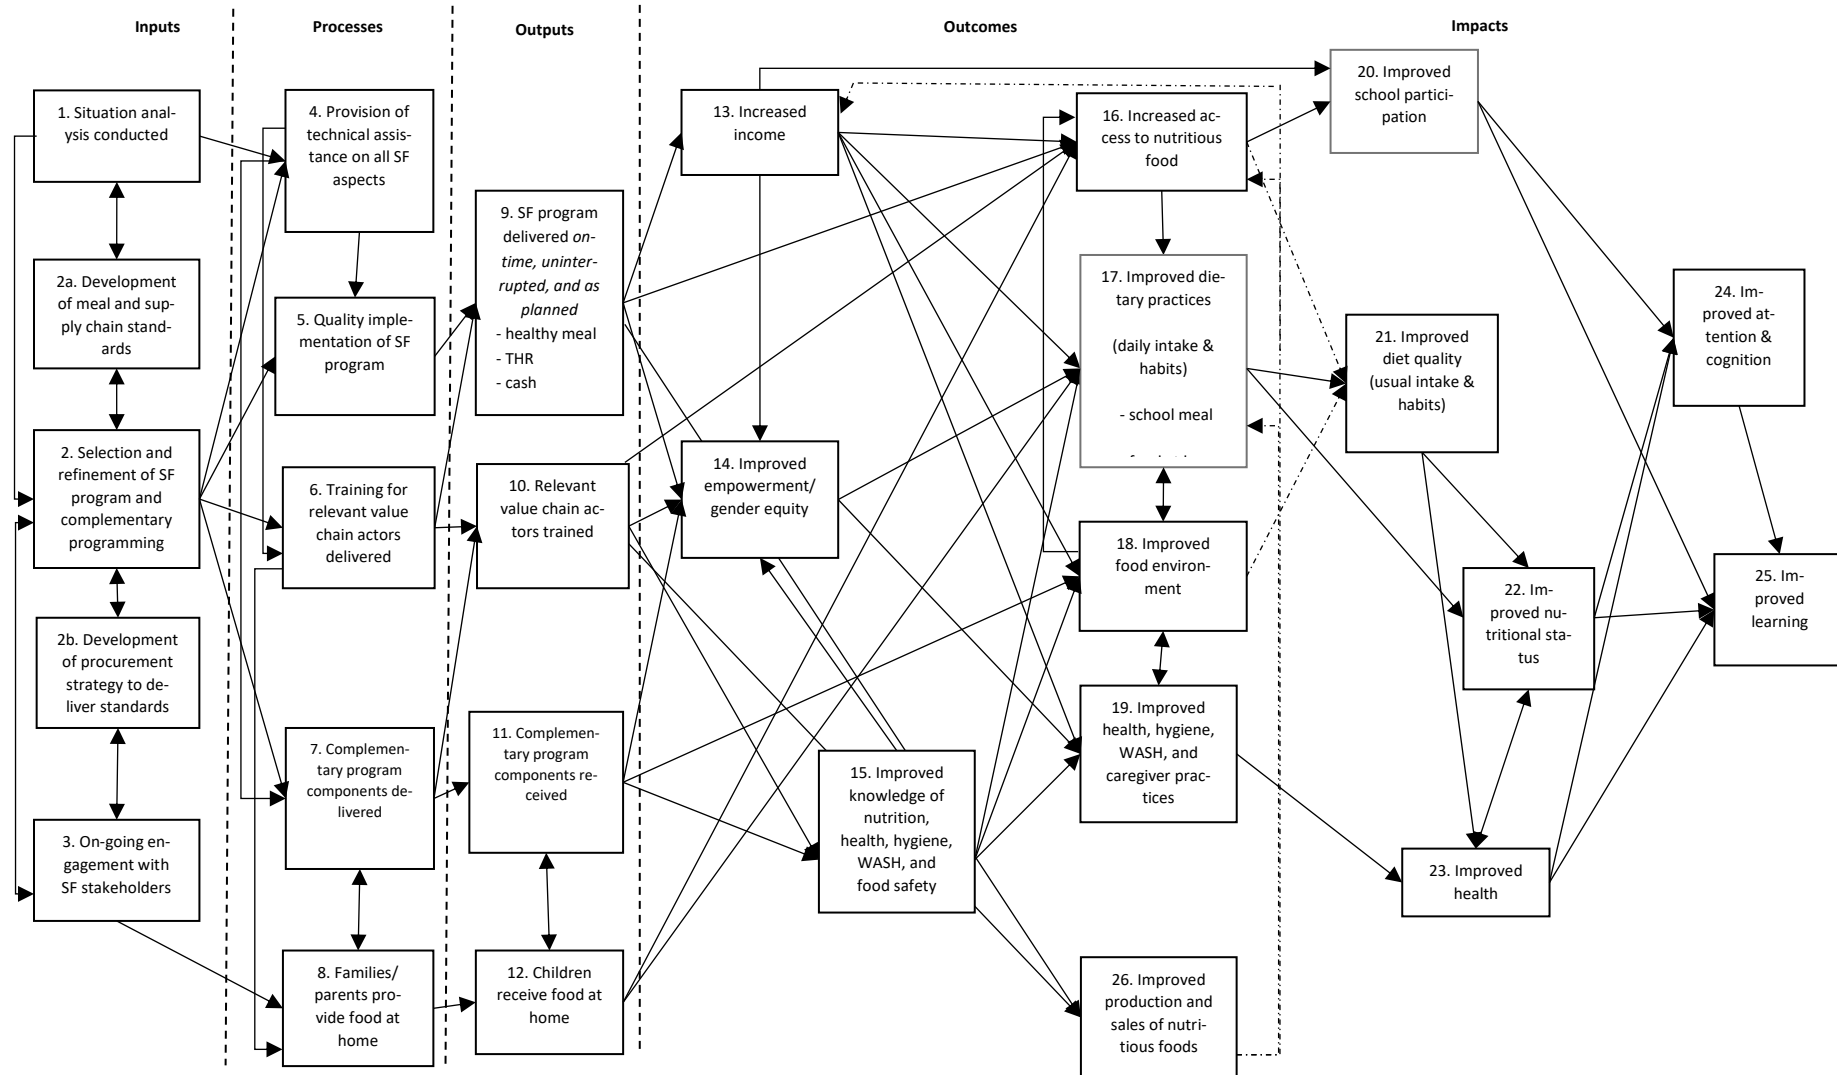 Inputs
Processes
Outputs
Outcomes
Impacts
1. Situation anal-
ysis conducted
2a. Development
of meal and sup-
ply chain stand-
ards
2. Selection and
refinement of SF
program and
complementary
programming
2b. Development
of procurement
strategy to de-
liver standards
3. On-going en-
gagement with
SF stakeholders
4. Provision of
technical assis-
tance on all SF
aspects
5. Quality imple-
mentation of SF
program
6. Training for
relevant value
chain actors
delivered
7. Complemen-
tary program
components de-
livered
8. Families/
parents pro-
vide food at
home
9. SF program
delivered on-
time, uninter-
rupted, and as
planned
- healthy meal
- THR
- cash
10. Relevant
value chain ac-
tors trained
11. Complemen-
tary program
components re-
ceived
12. Children
receive food at
home
13. Increased
income
14. Improved
empowerment/
gender equity
15. Improved
knowledge of
nutrition,
health, hygiene,
WASH, and
food safety
16. Increased ac-
cess to nutritious
food
17. Improved die-
tary practices
(daily intake &
habits)
- school meal
18. Improved
food environ-
ment
19. Improved
health, hygiene,
WASH, and
caregiver prac-
tices
26. Improved
production and
sales of nutri-
tious foods
20. Improved
school partici-
pation
21. Improved
diet quality
(usual intake &
habits)
22. Im-
proved nu-
tritional sta-
tus
23. Improved
health
24. Im-
proved at-
tention &
cognition
25. Im-
proved
learning